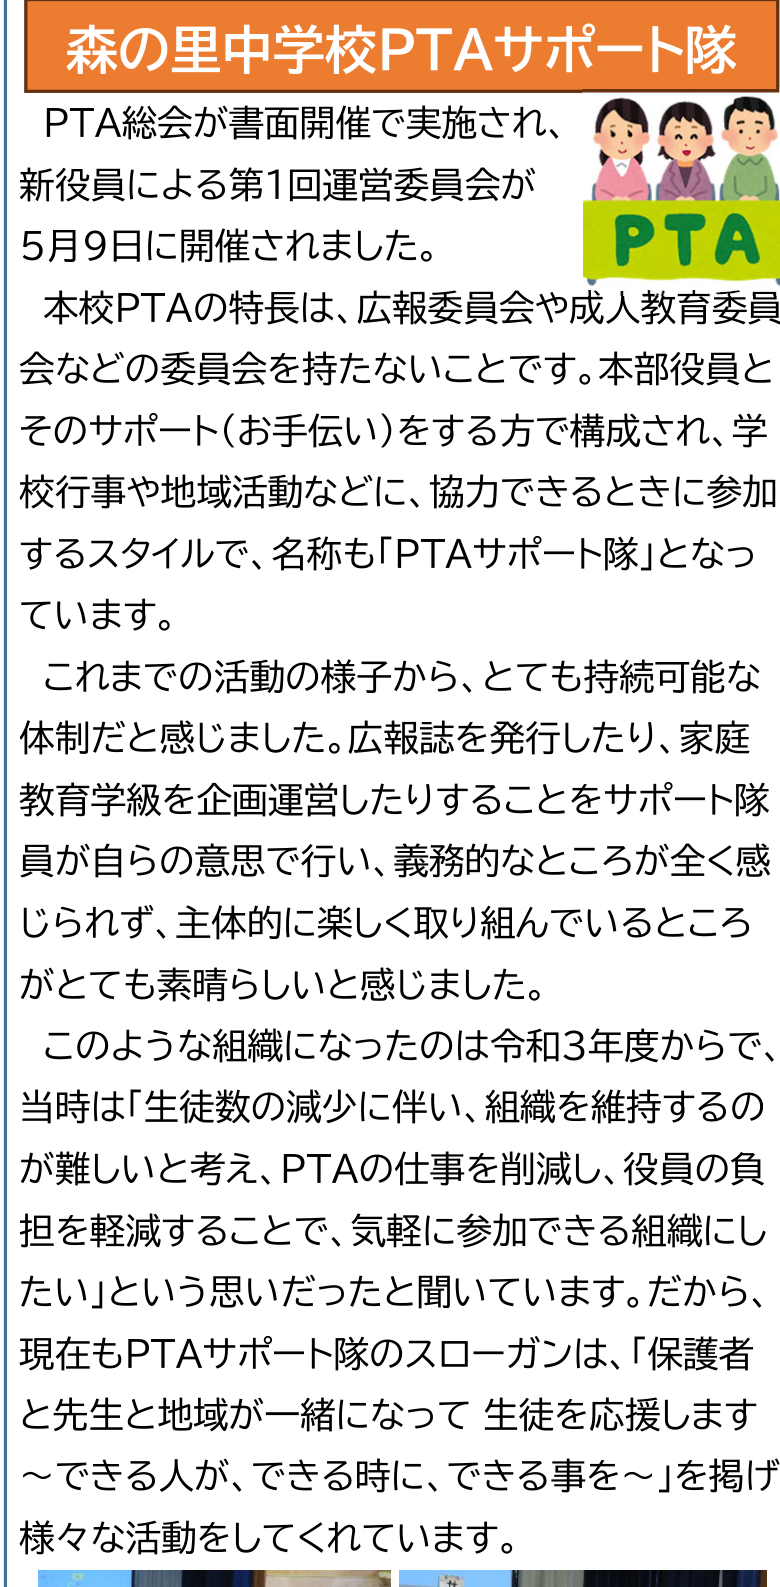 森の里中学校PTAサポート隊
PTA総会が書面開催で実施され、
新役員による第1回運営委員会が
5月9日に開催されました。
PTA
本校PTAの特長は、広報委員会や成人教育委員
会などの委員会を持たないことです。本部役員と
そのサポート(お手伝い)をする方で構成され、学
校行事や地域活動などに、協力できるときに参加
するスタイルで、名称も「PTAサポート隊」となっ
ています。
これまでの活動の様子から、とても持続可能な
体制だと感じました。広報誌を発行したり、家庭
教育学級を企画運営したりすることをサポート隊
員が自らの意思で行い、義務的なところが全く感
じられず、主体的に楽しく取り組んでいるところ
がとても素晴らしいと感じました。
このような組織になったのは令和3年度からで、
当時は「生徒数の減少に伴い、組織を維持するの
が難しいと考え、PTAの仕事を削減し、役員の負
担を軽減することで、気軽に参加できる組織にし
たい」という思いだったと聞いています。だから、
現在もPTAサポート隊のスローガンは、「保護者
と先生と地域が一緒になって 生徒を応援します
～できる人が、できる時に、できる事を～」を掲げ
様々な活動をしてくれています。